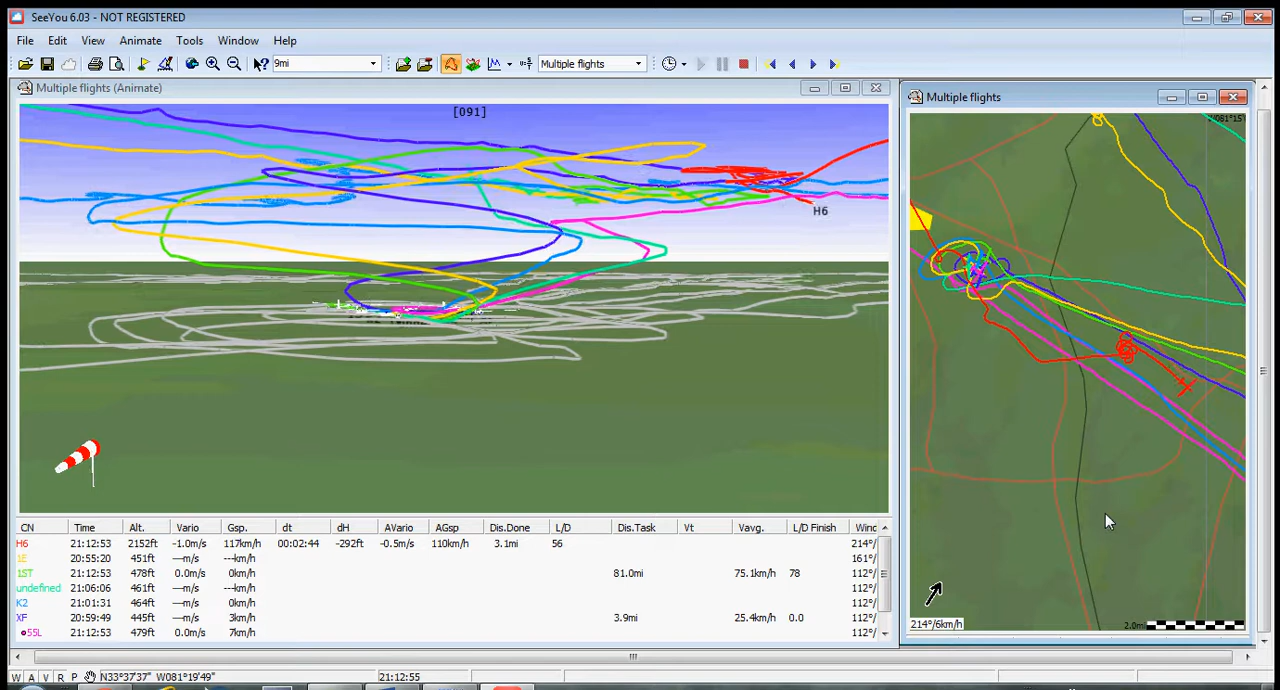 SeeYou 6.03 - NOT REGISTERED
File Edit View Animate Tools Window Help
9mi Multiple flights
Multiple flights (Animate)
[091]
H6
CN Time Alt. Vario Gsp. dt dH AVario AGsp Dis.Done L/D Dis.Task Vt Vavg. L/D Finish Wind
H6 21:12:53 2152ft -1.0m/s 117km/h 00:02:44 -292ft -0.5m/s 110km/h 3.1mi 56 214°/
1E 20:55:20 451ft ---m/s ---km/h 161°/
1ST 21:12:53 478ft 0.0m/s 0km/h 81.0mi 75.1km/h 78 112°/
undefined 21:06:06 461ft ---m/s ---km/h 112°/
K2 21:01:31 464ft ---m/s 0km/h 112°/
XF 20:59:49 445ft ---m/s 3km/h 3.9mi 25.4km/h 0.0 112°/
55L 21:12:53 479ft 0.0m/s 7km/h 112°/
Multiple flights
W081°15'
214°/6km/h
2.0mi
W A V R P N33°37'37" W081°19'49" 21:12:55